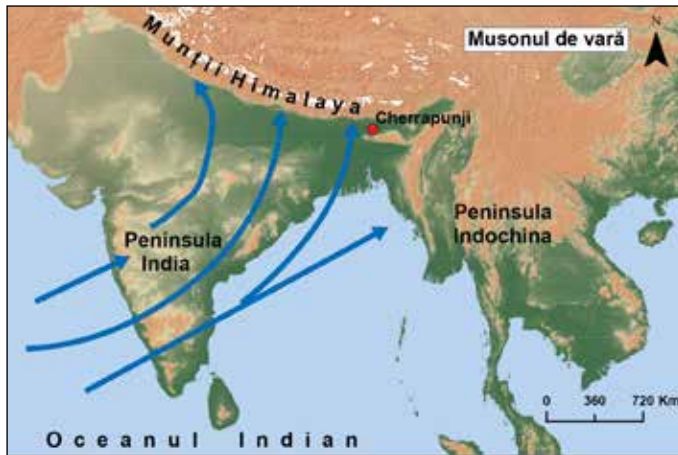 Musonul de vară
N
Munții Himalaya
Cherrapunji
Peninsula
India
Peninsula
Indochina
0 360 720 Km
Oceanul Indian